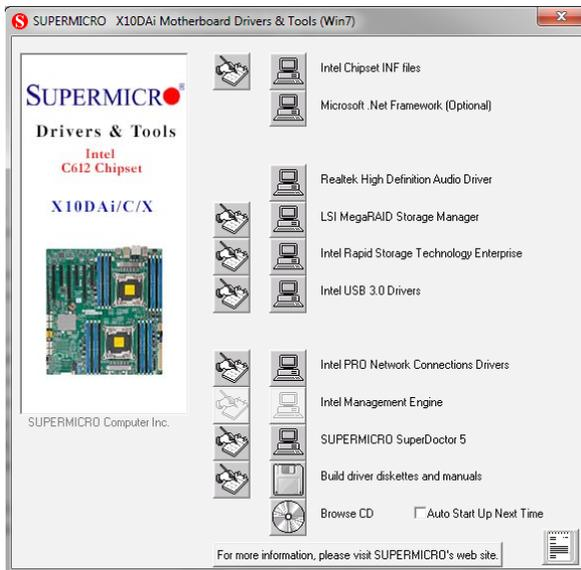 SUPERMICRO X10DAi Motherboard Drivers & Tools (Win7)
SUPERMICRO
Drivers & Tools
Intel
C612 Chipset
X10DAi/C/X
SUPERMICRO Computer Inc.
Intel Chipset INF files
Microsoft .Net Framework (Optional)
Realtek High Definition Audio Driver
LSI MegaRAID Storage Manager
Intel Rapid Storage Technology Enterprise
Intel USB 3.0 Drivers
Intel PRO Network Connections Drivers
Intel Management Engine
SUPERMICRO SuperDoctor 5
Build driver diskettes and manuals
Browse CD
Auto Start Up Next Time
For more information, please visit SUPERMICRO's web site.